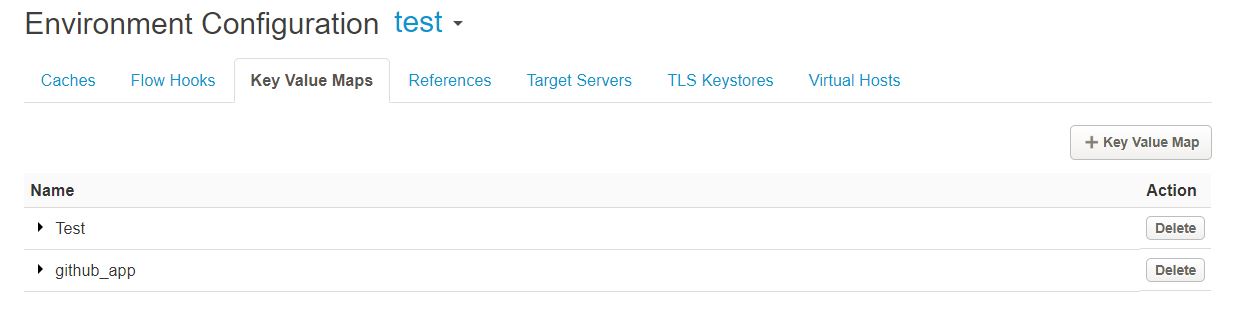 Environment Configuration test
Caches Flow Hooks Key Value Maps References Target Servers TLS Keystores Virtual Hosts
+ Key Value Map
Name Action
Test Delete
github_app Delete